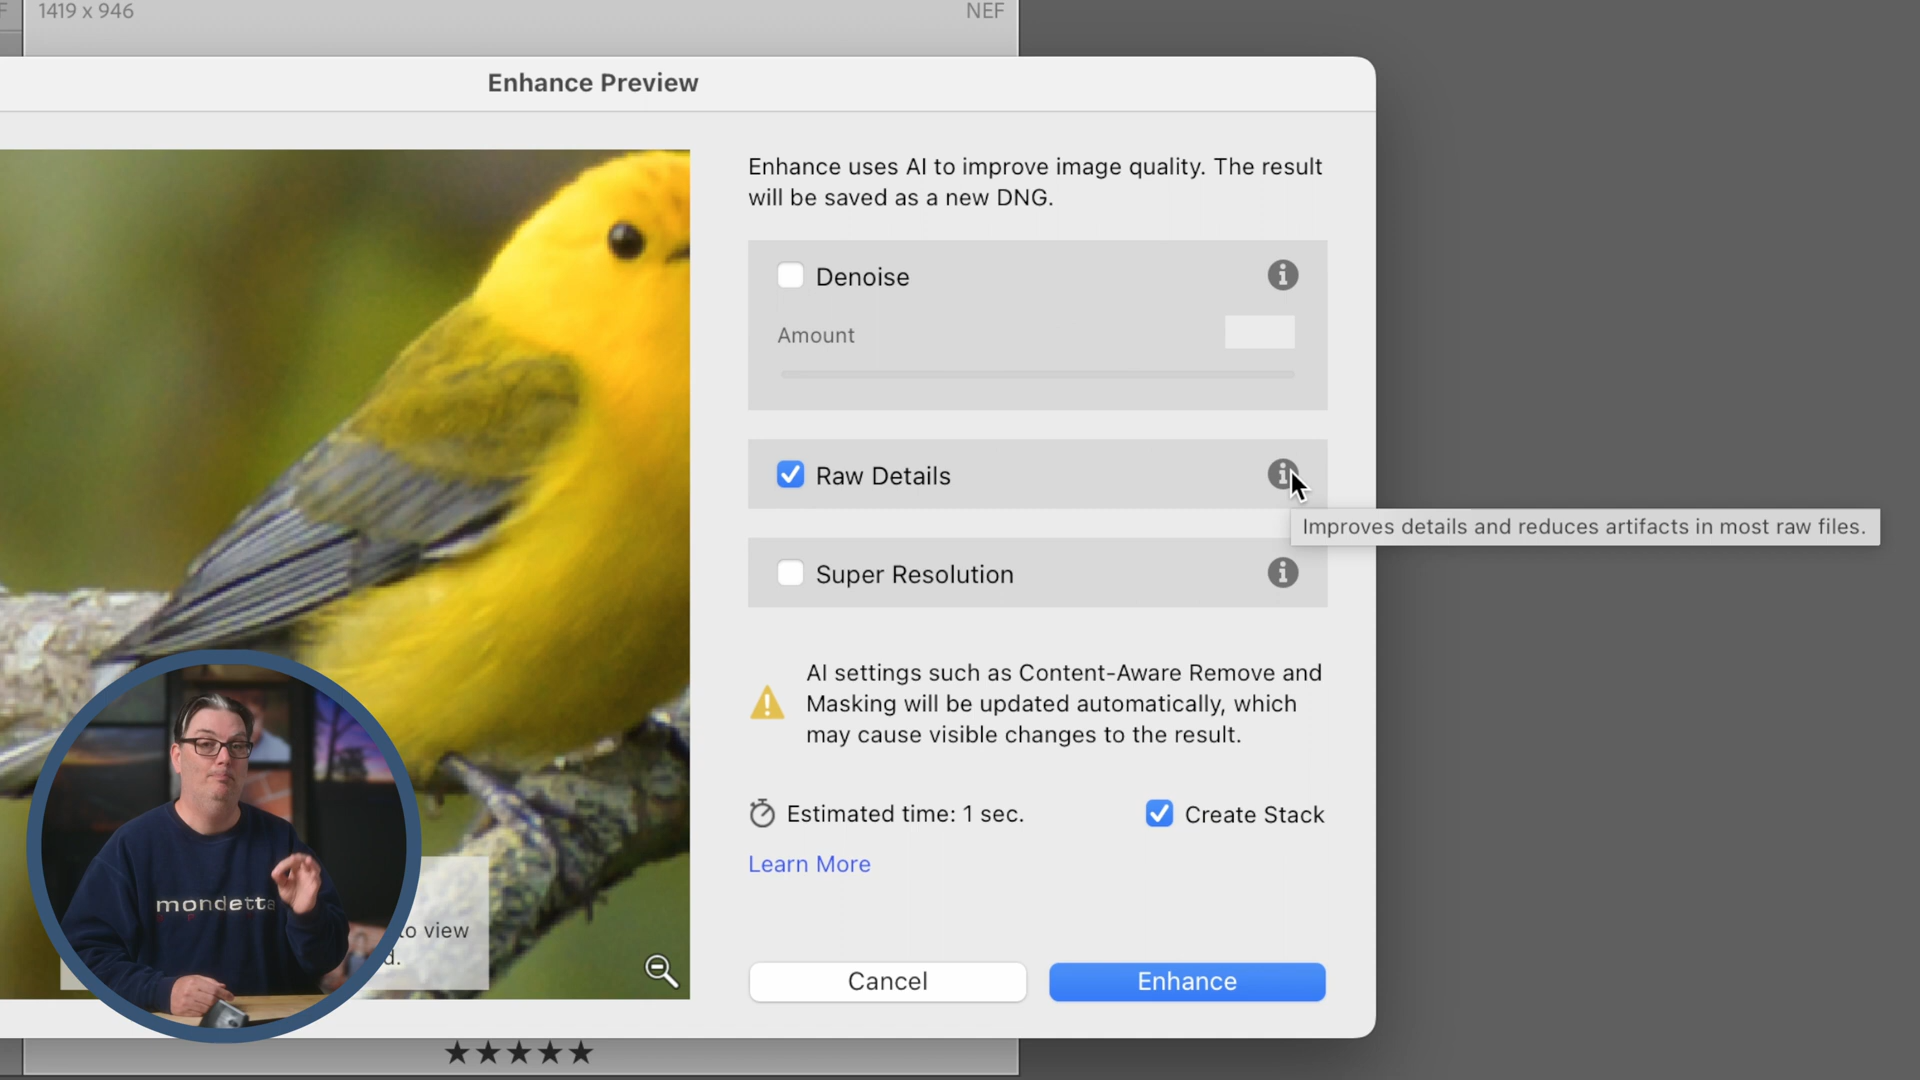 1419 x 946
NEF
Enhance Preview
Enhance uses AI to improve image quality. The result
will be saved as a new DNG.
Denoise
Amount
Raw Details
Improves details and reduces artifacts in most raw files.
Super Resolution
AI settings such as Content-Aware Remove and
Masking will be updated automatically, which
may cause visible changes to the result.
Estimated time: 1 sec.
Create Stack
Learn More
mondetta
to view
Cancel
Enhance